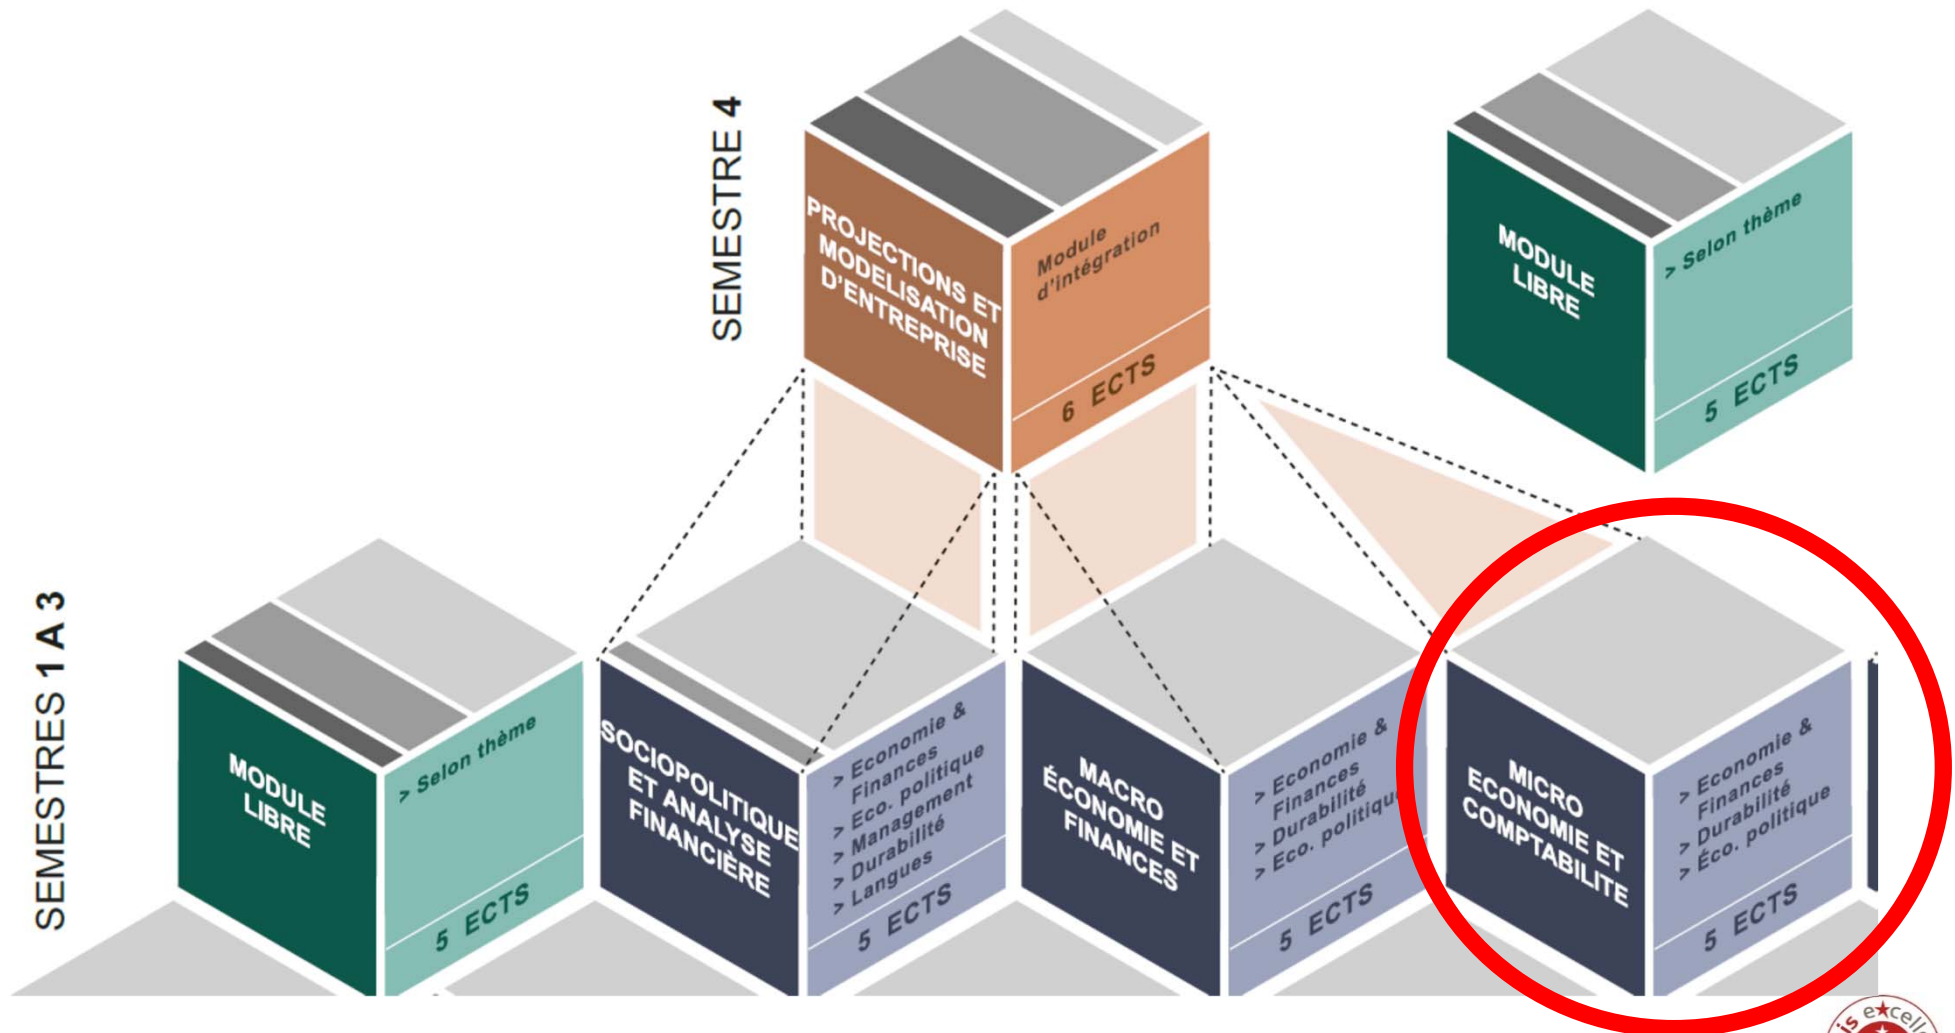 SEMESTRE 4
PROJECTIONS ET
MODELISATION
D'ENTREPRISE
Module
d'intégration
6 ECTS
MODULE
LIBRE
> Selon thème
5 ECTS
SEMESTRES 1 A 3
MODULE
LIBRE
> Selon thème
5 ECTS
SOCIOPOLITIQUE
ET ANALYSE
FINANCIÈRE
> Economie &
Finances
> Eco. politique
> Management
> Durabilité
> Langues
5 ECTS
MACRO
ÉCONOMIE ET
FINANCES
> Economie &
Finances
> Durabilité
> Eco. politique
5 ECTS
MICRO
ECONOMIE ET
COMPTABILITE
> Economie &
Finances
> Durabilité
> Éco. politique
5 ECTS